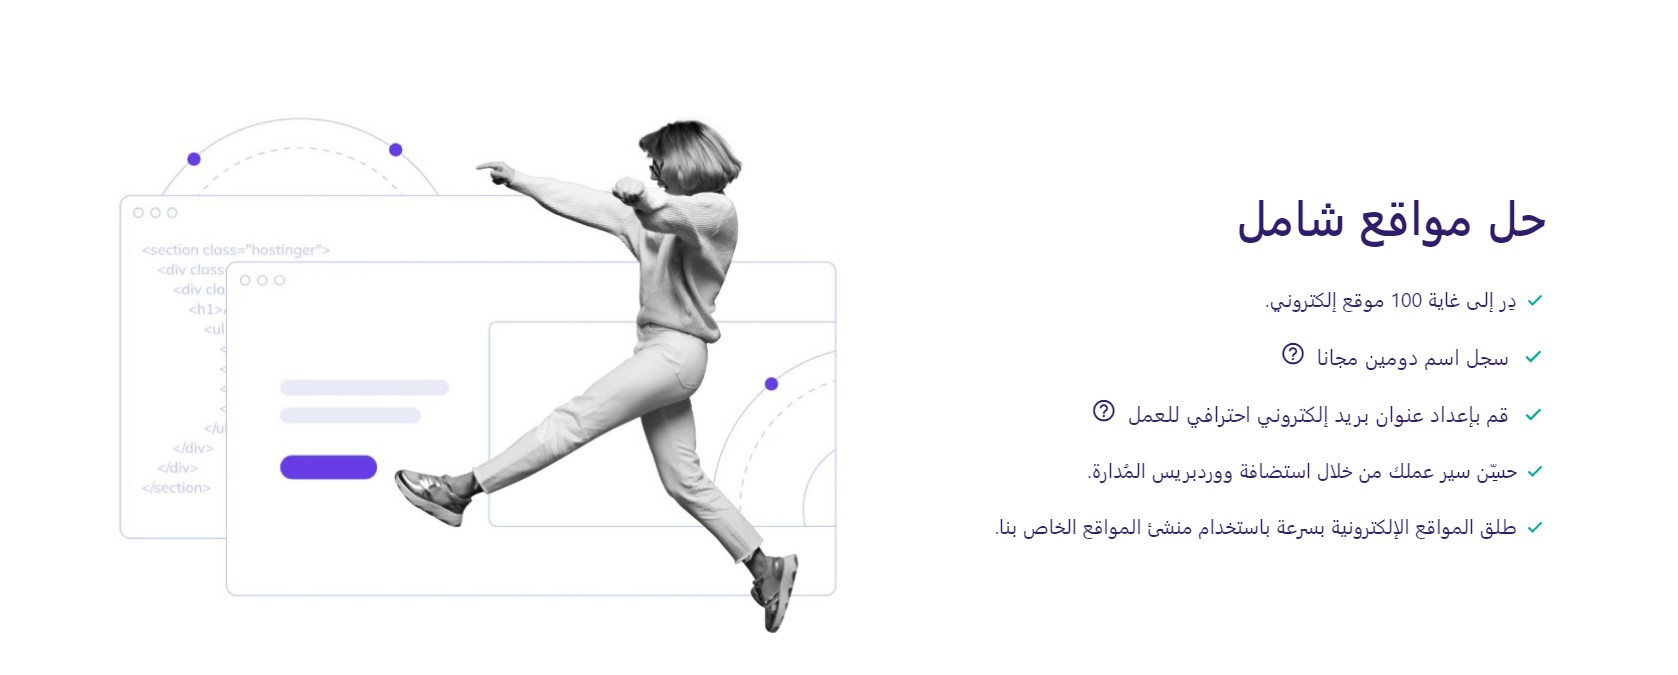 حل مواقع شامل
دِر إلى غاية 100 موقع إلكتروني.
سجل اسم دومين مجانا
قم بإعداد عنوان بريد إلكتروني احترافي للعمل
حسِّن سير عملك من خلال استضافة ووردبريس المُدارة.
طلق المواقع الإلكترونية بسرعة باستخدام منشئ المواقع الخاص بنا.
<section class="hostinger">
<div class
<div cla
<h1>
<ul
<
<
<
<
</u
</div>
</div>
</section>